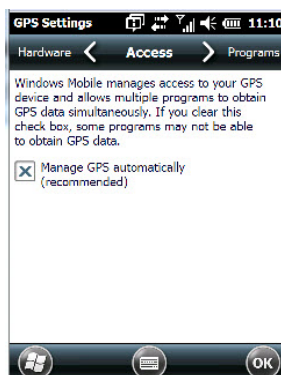 GPS Settings 11:10
Hardware Access Programs
Windows Mobile manages access to your GPS
device and allows multiple programs to obtain
GPS data simultaneously. If you clear this
check box, some programs may not be able
to obtain GPS data.
Manage GPS automatically
(recommended)
OK